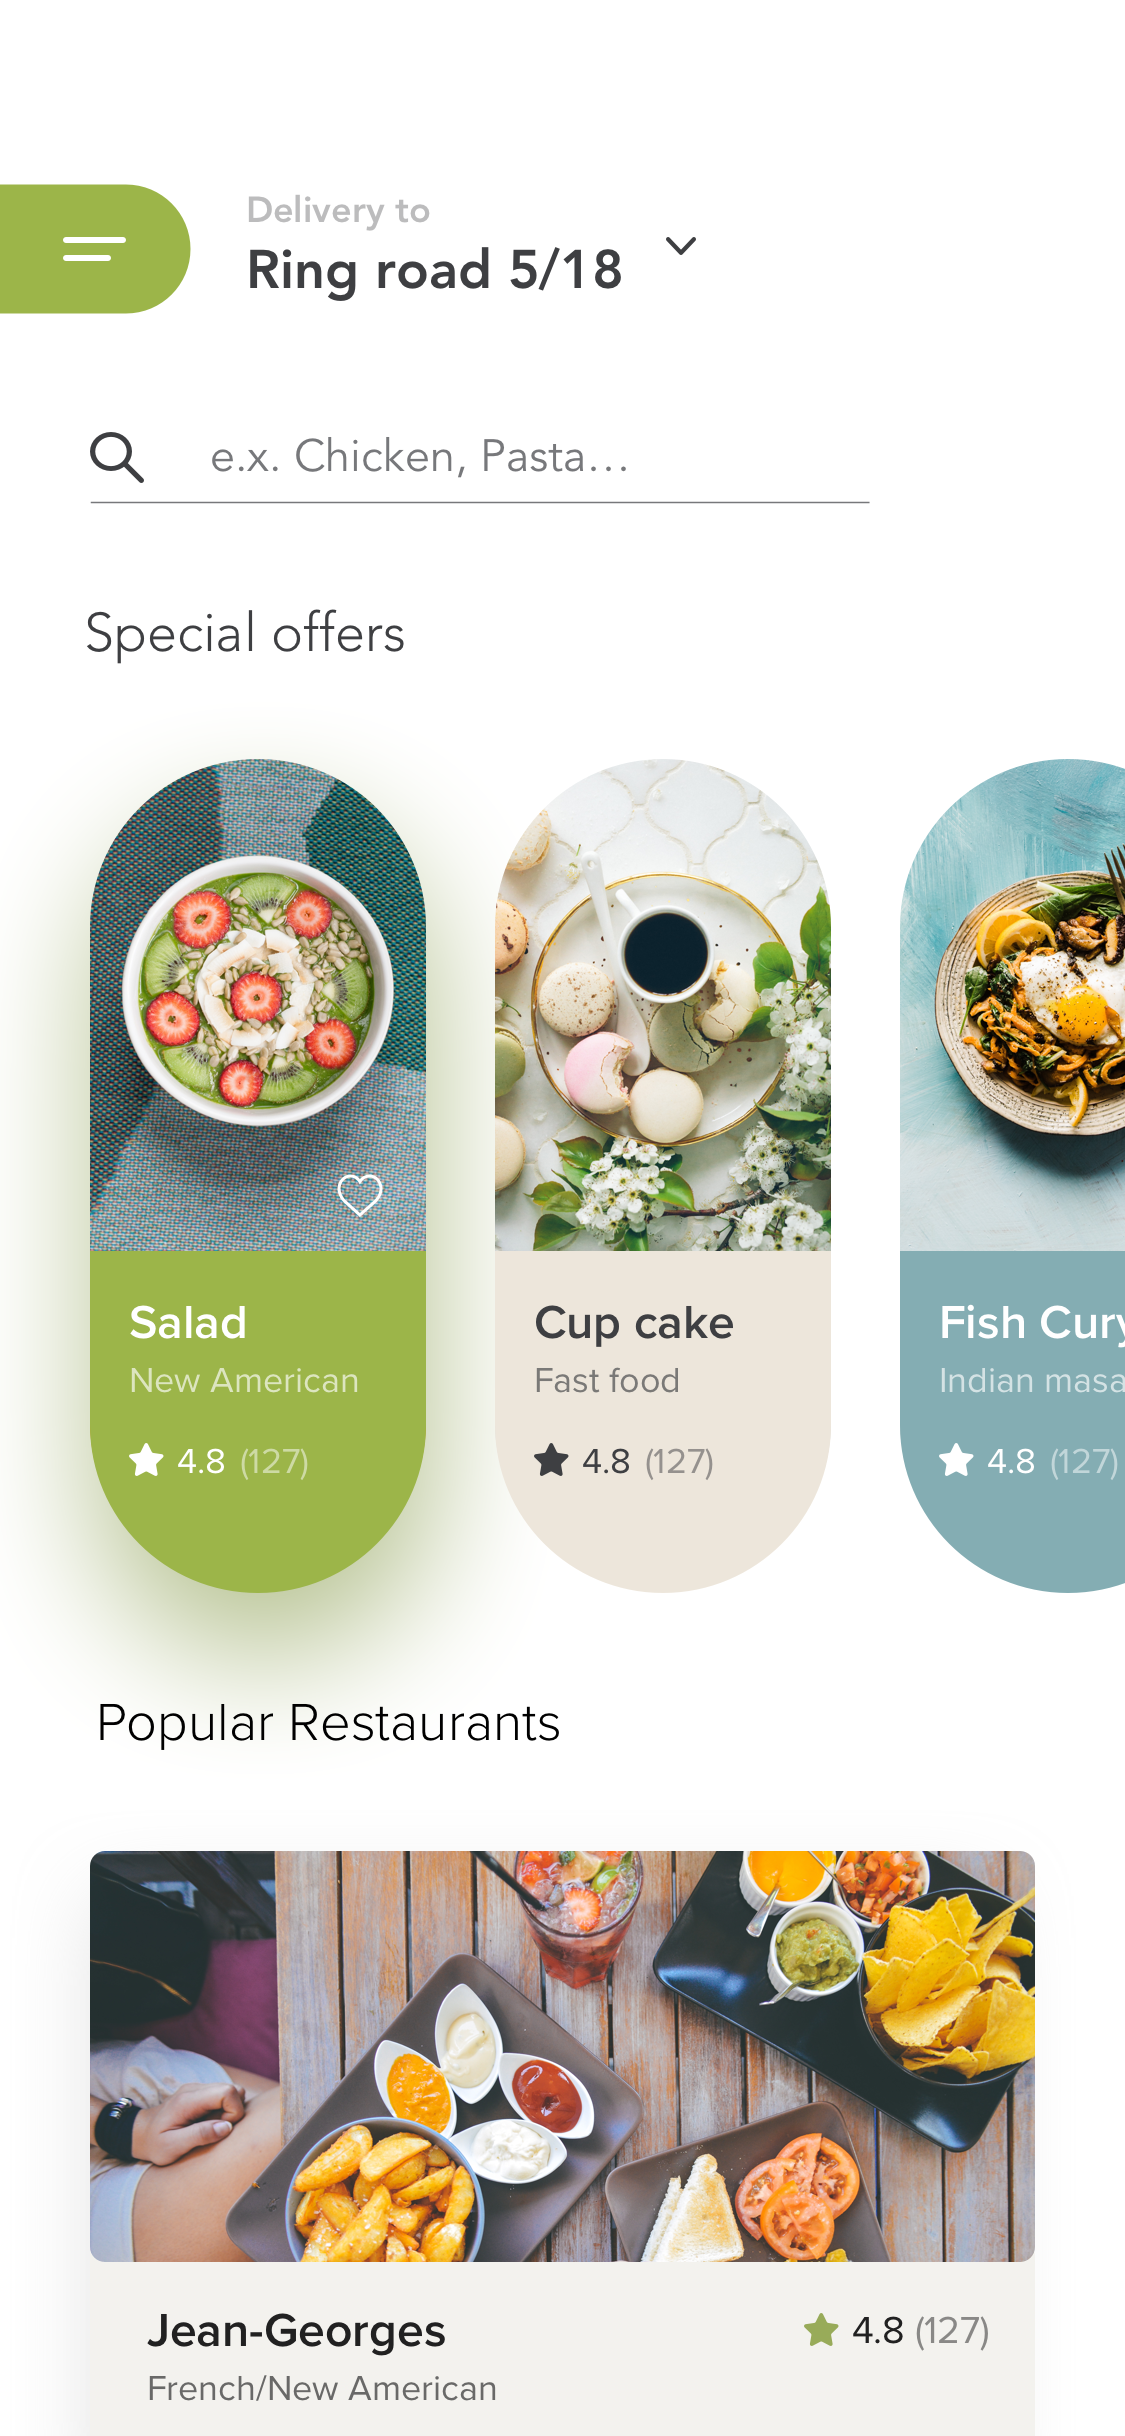 Delivery to
Ring road 5/18
e.x. Chicken, Pasta...
Special offers
Salad
New American
4.8 (127)
Cup cake
Fast food
4.8 (127)
Fish Cury
Indian masa
4.8 (127)
Popular Restaurants
Jean-Georges
4.8 (127)
French/New American